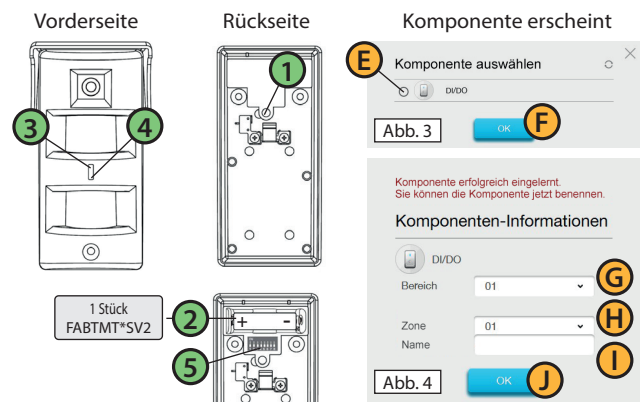 Vorderseite
Rückseite
Komponente erscheint
1
3
4
E
Komponente auswählen
DI/DO
Abb. 3
OK
F
Komponente erfolgreich eingelernt.
Sie können die Komponente jetzt benennen.
Komponenten-Informationen
DI/DO
Bereich
01
G
Zone
01
H
Name
I
Abb. 4
OK
J
1 Stück
FABTMT*SV2
2
+ -
5